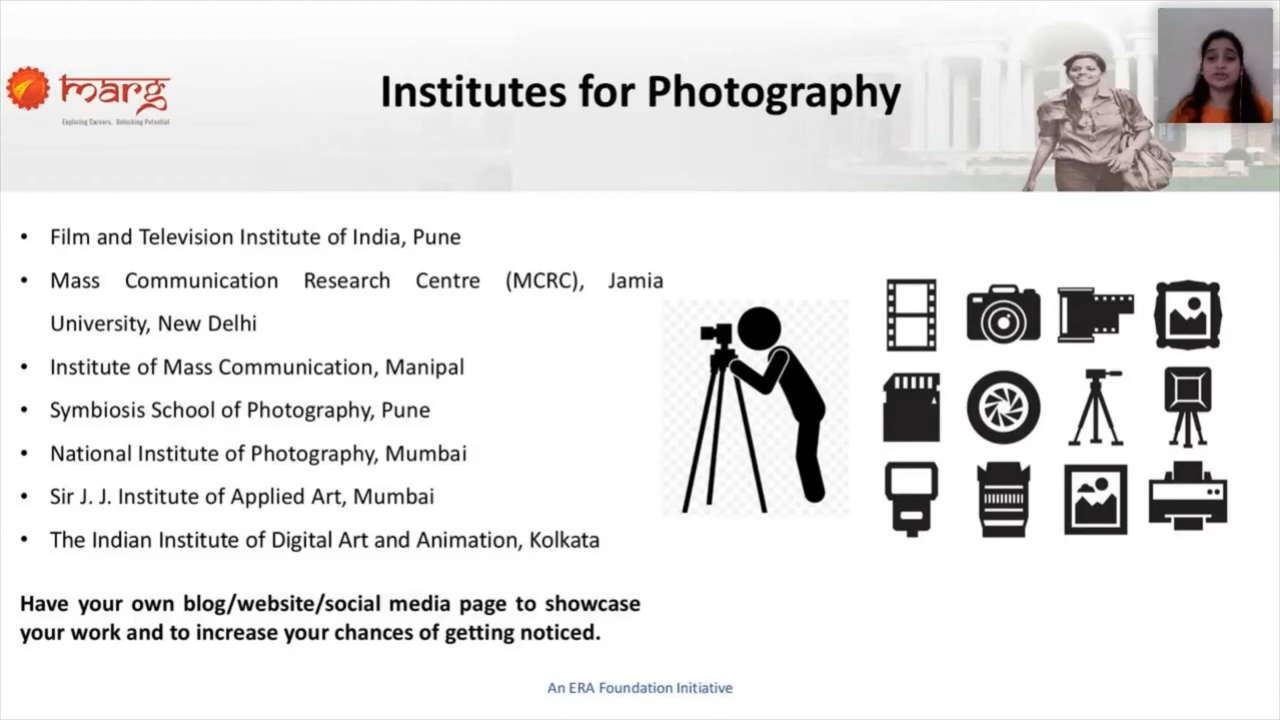 marg
Exploring Careers, Unlocking Potential
Institutes for Photography
• Film and Television Institute of India, Pune
• Mass Communication Research Centre (MCRC), Jamia
University, New Delhi
• Institute of Mass Communication, Manipal
• Symbiosis School of Photography, Pune
• National Institute of Photography, Mumbai
• Sir J. J. Institute of Applied Art, Mumbai
• The Indian Institute of Digital Art and Animation, Kolkata
Have your own blog/website/social media page to showcase
your work and to increase your chances of getting noticed.
An ERA Foundation Initiative